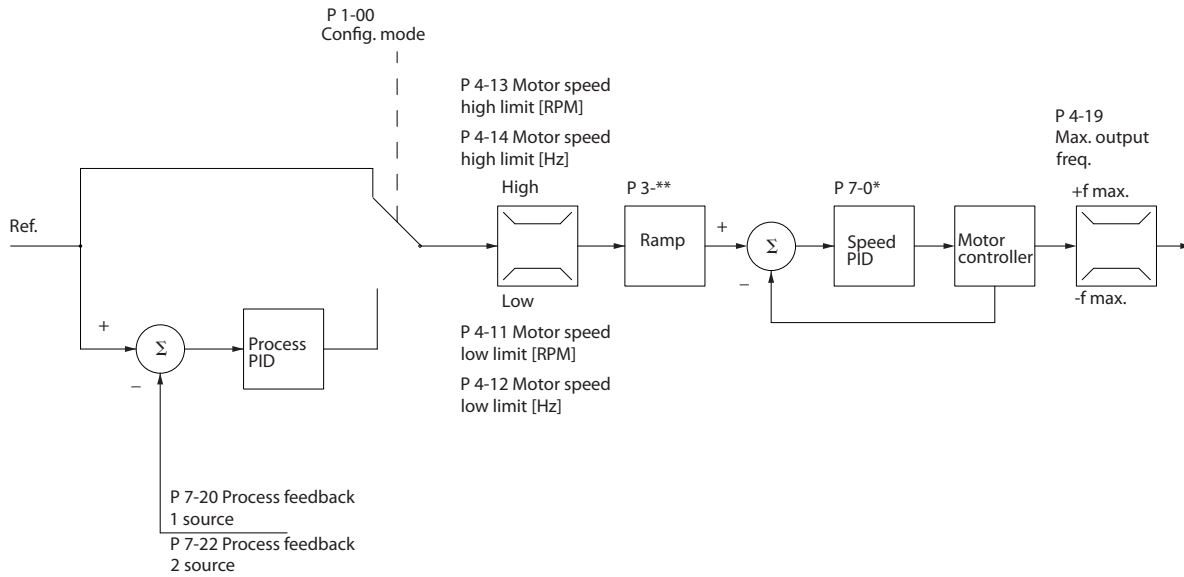 P 1-00
Config. mode
P 4-13 Motor speed
high limit [RPM]
P 4-14 Motor speed
high limit [Hz]
P 4-19
Max. output
freq.
High
P 3-**
P 7-0*
+f max.
Ref.
+
Ramp
Σ
Speed
PID
Motor
controller
–
Low
-f max.
+
Σ
Process
PID
–
P 4-11 Motor speed
low limit [RPM]
P 4-12 Motor speed
low limit [Hz]
P 7-20 Process feedback
1 source
P 7-22 Process feedback
2 source